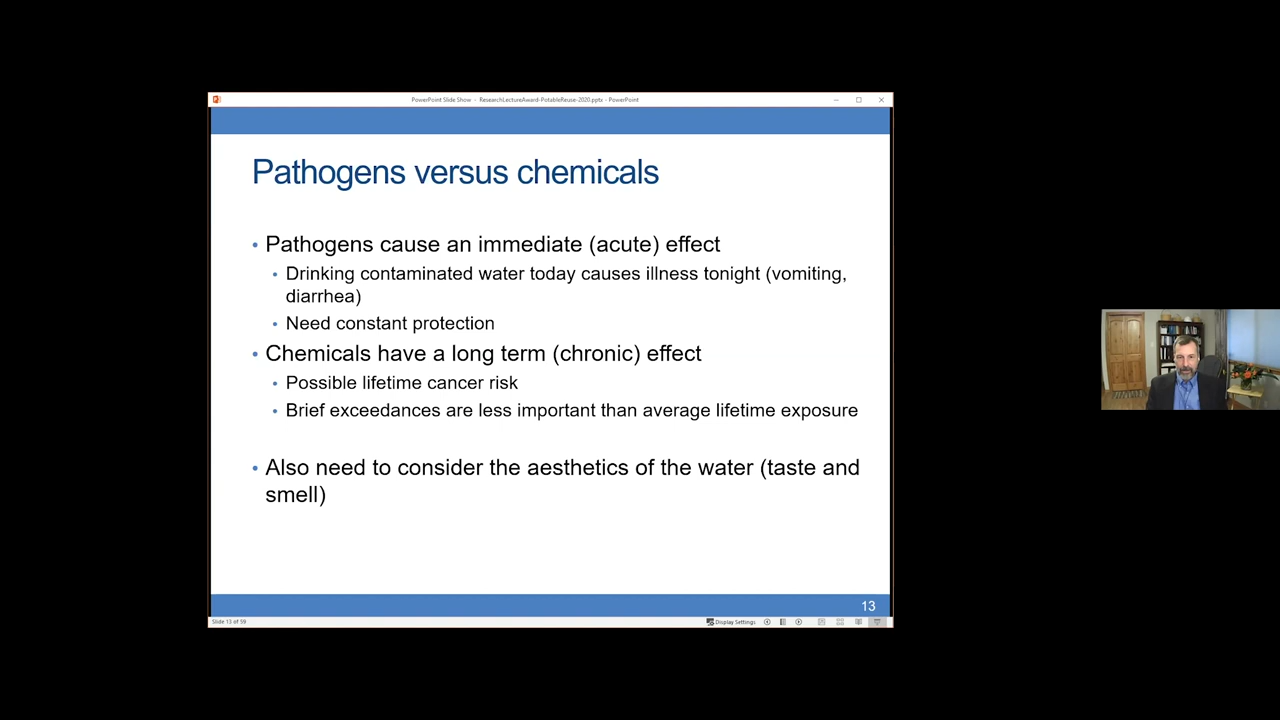 PowerPoint Slide Show - ResearchLectureAward-PotableReuse-2020.pptx - PowerPoint
Pathogens versus chemicals
• Pathogens cause an immediate (acute) effect
• Drinking contaminated water today causes illness tonight (vomiting,
diarrhea)
• Need constant protection
• Chemicals have a long term (chronic) effect
• Possible lifetime cancer risk
• Brief exceedances are less important than average lifetime exposure
• Also need to consider the aesthetics of the water (taste and
smell)
13
Slide 13 of 59
Display Settings